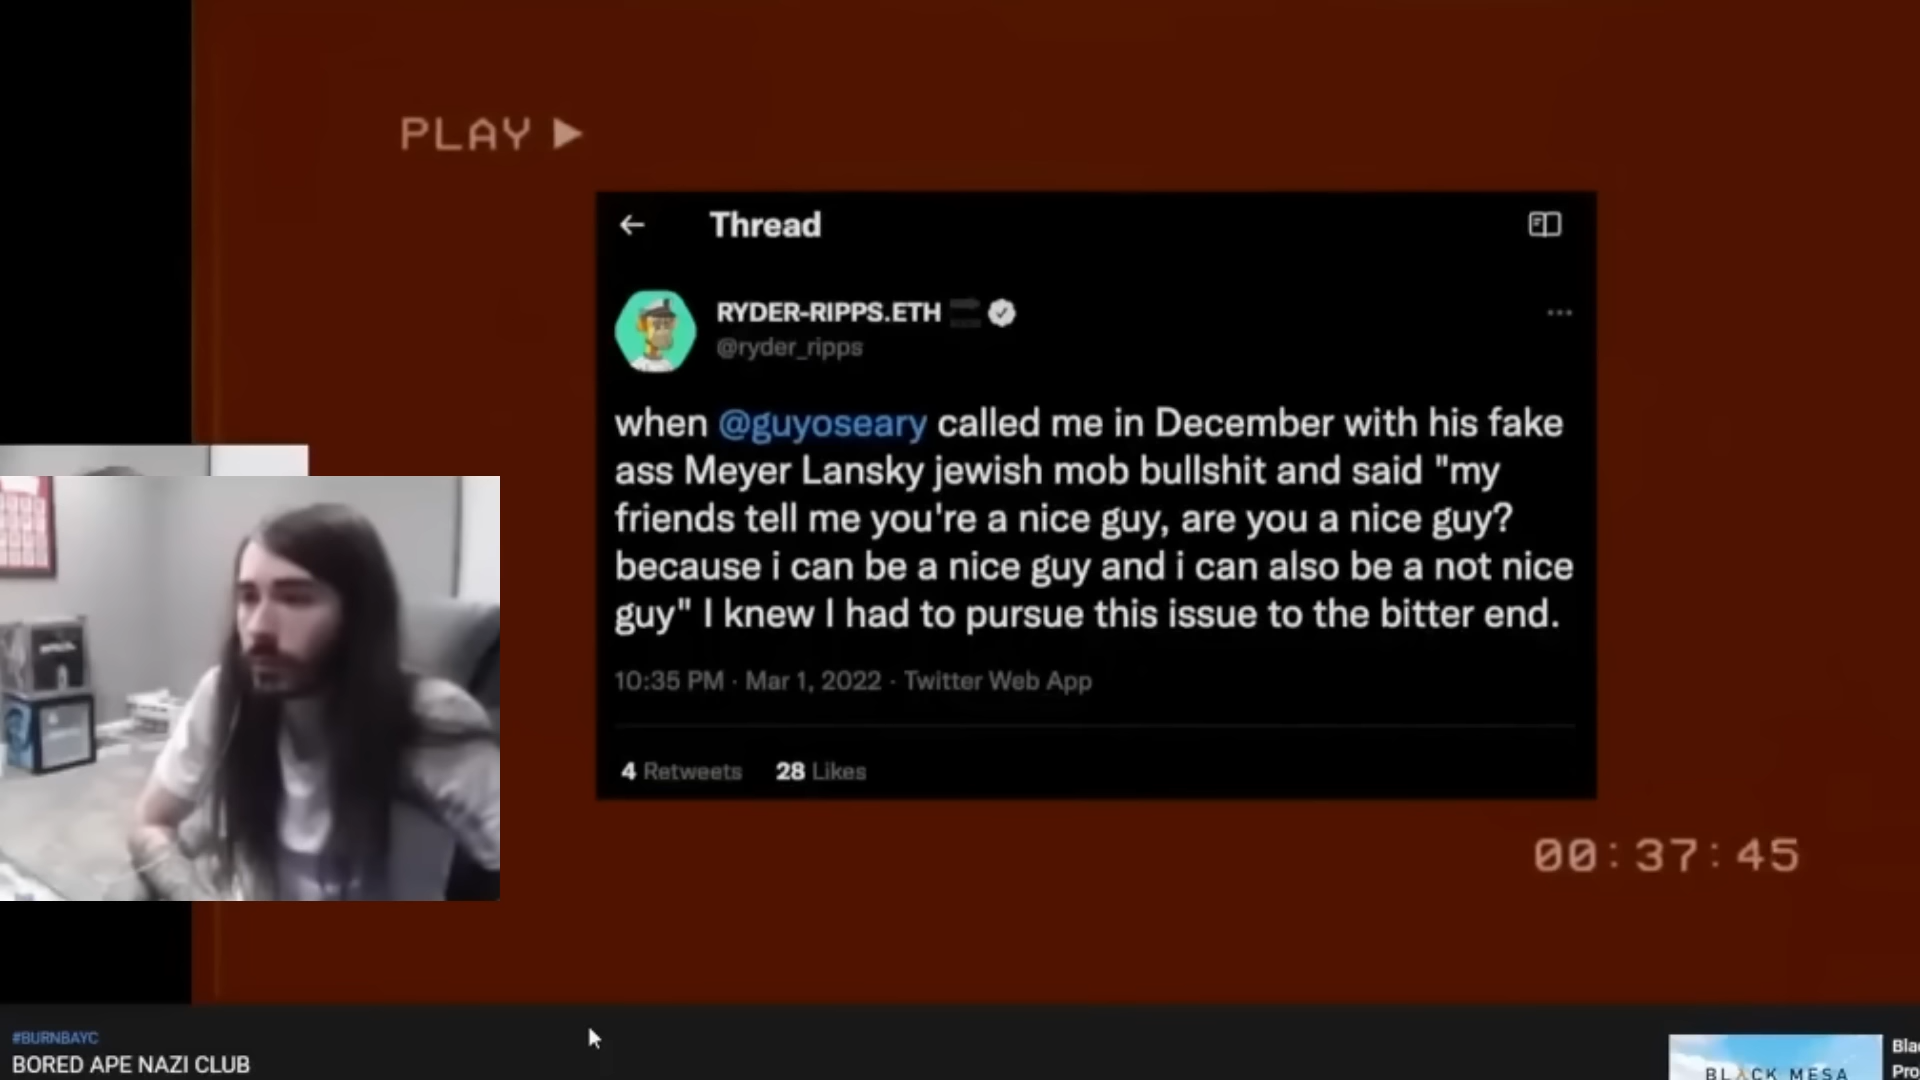 PLAY
Thread
RYDER-RIPPS.ETH
@ryder_ripps
when @guyoseary called me in December with his fake
ass Meyer Lansky jewish mob bullshit and said "my
friends tell me you're a nice guy, are you a nice guy?
because i can be a nice guy and i can also be a not nice
guy" I knew I had to pursue this issue to the bitter end.
10:35 PM · Mar 1, 2022 · Twitter Web App
4 Retweets 28 Likes
00:37:45
#BURNBAYC
BORED APE NAZI CLUB
BLACK MESA